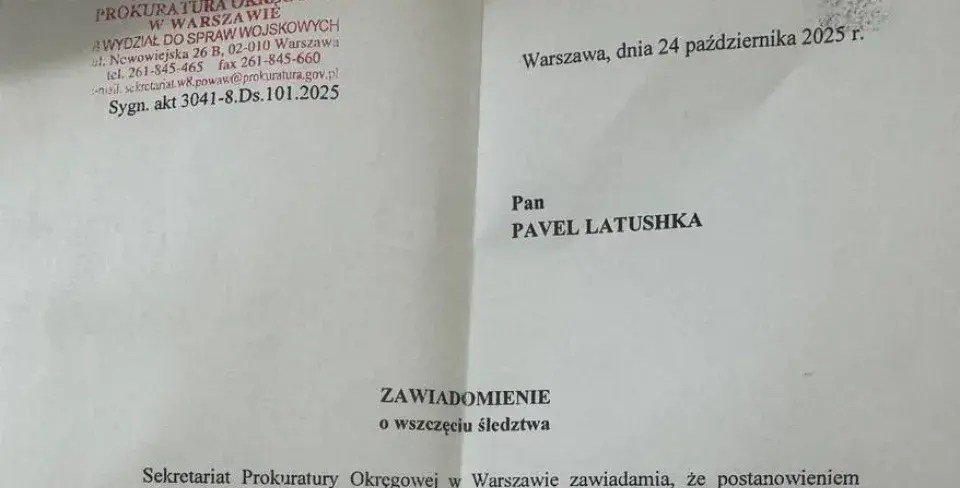 PROKURATURA
W WARSZAWIE
WYDZIAŁ DO SPRAW WOJSKOWYCH
ul. Nowowiejska 26 B, 02-010 Warszawa
tel. 261-845-465 fax 261-845-660
sekretariat.w8.powaw@prokuratura.gov.pl
Sygn. akt 3041-8.Ds.101.2025
Warszawa, dnia 24 października 2025 r.
Pan
PAVEL LATUSHKA
ZAWIADOMIENIE
o wszczęciu śledztwa
Sekretariat Prokuratury Okręgowej w Warszawie zawiadamia, że postanowieniem